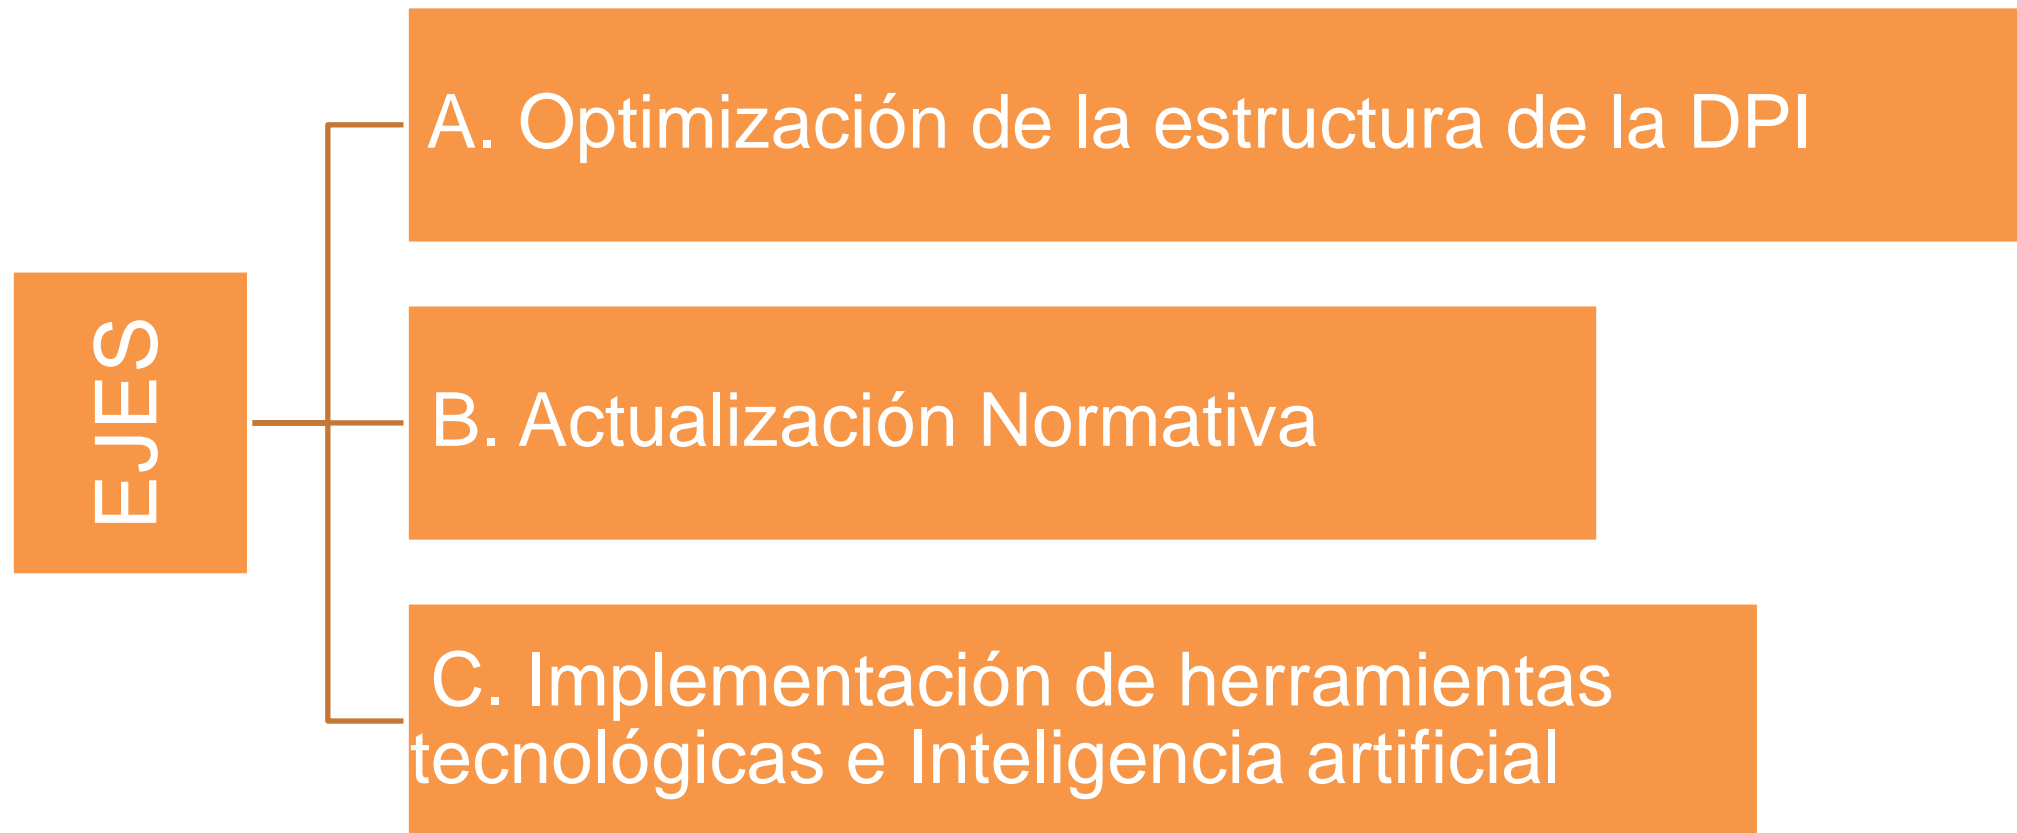 EJES
A. Optimización de la estructura de la DPI
B. Actualización Normativa
C. Implementación de herramientas
tecnológicas e Inteligencia artificial